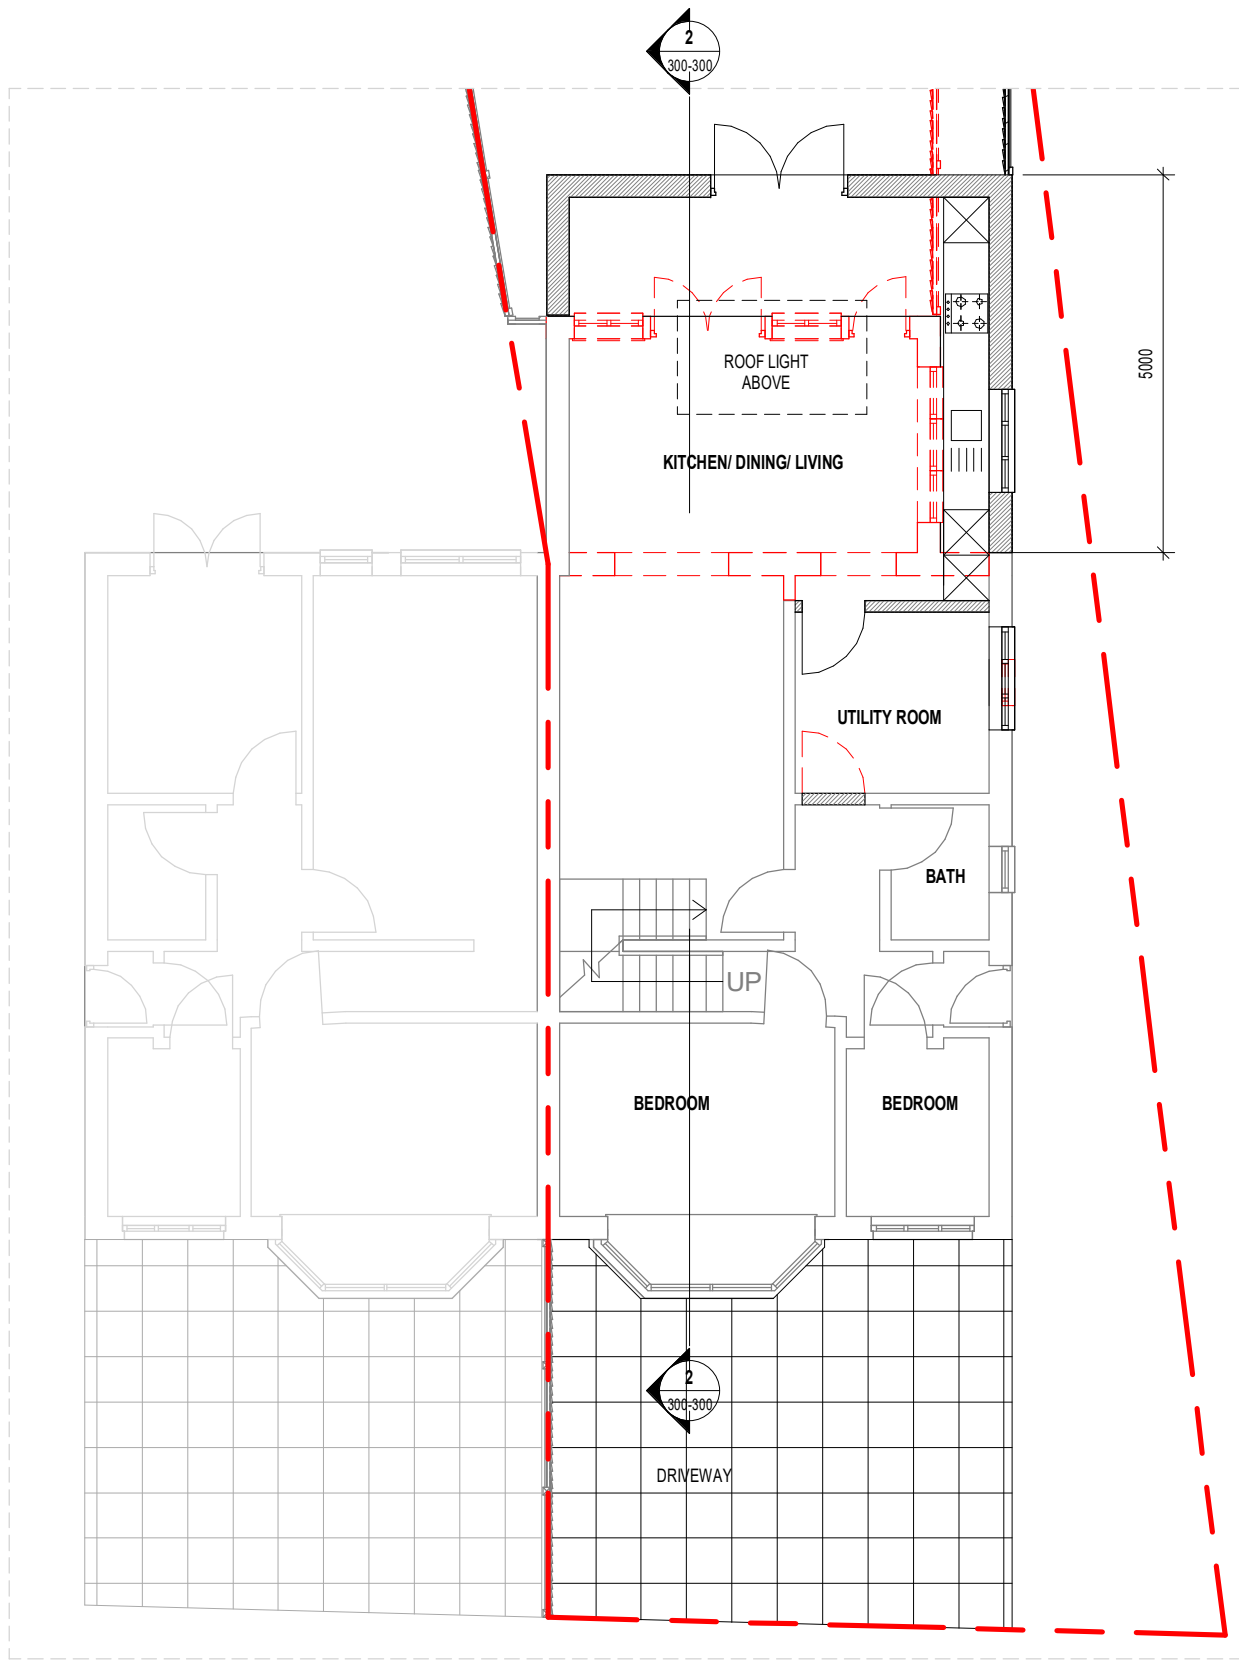 2
300-300
ROOF LIGHT
ABOVE
5000
KITCHEN/ DINING/ LIVING
UTILITY ROOM
BATH
UP
BEDROOM
BEDROOM
2
300-300
DRIVEWAY